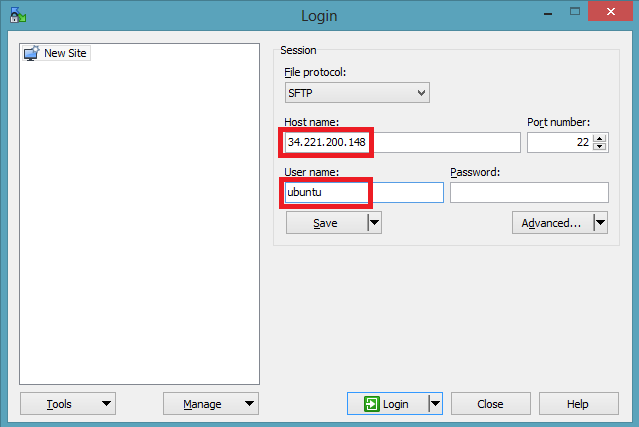 Login
New Site
Session
File protocol:
SFTP
Host name:
Port number:
34.221.200.148
22
User name:
Password:
ubuntu
Save
Advanced...
Tools
Manage
Login
Close
Help